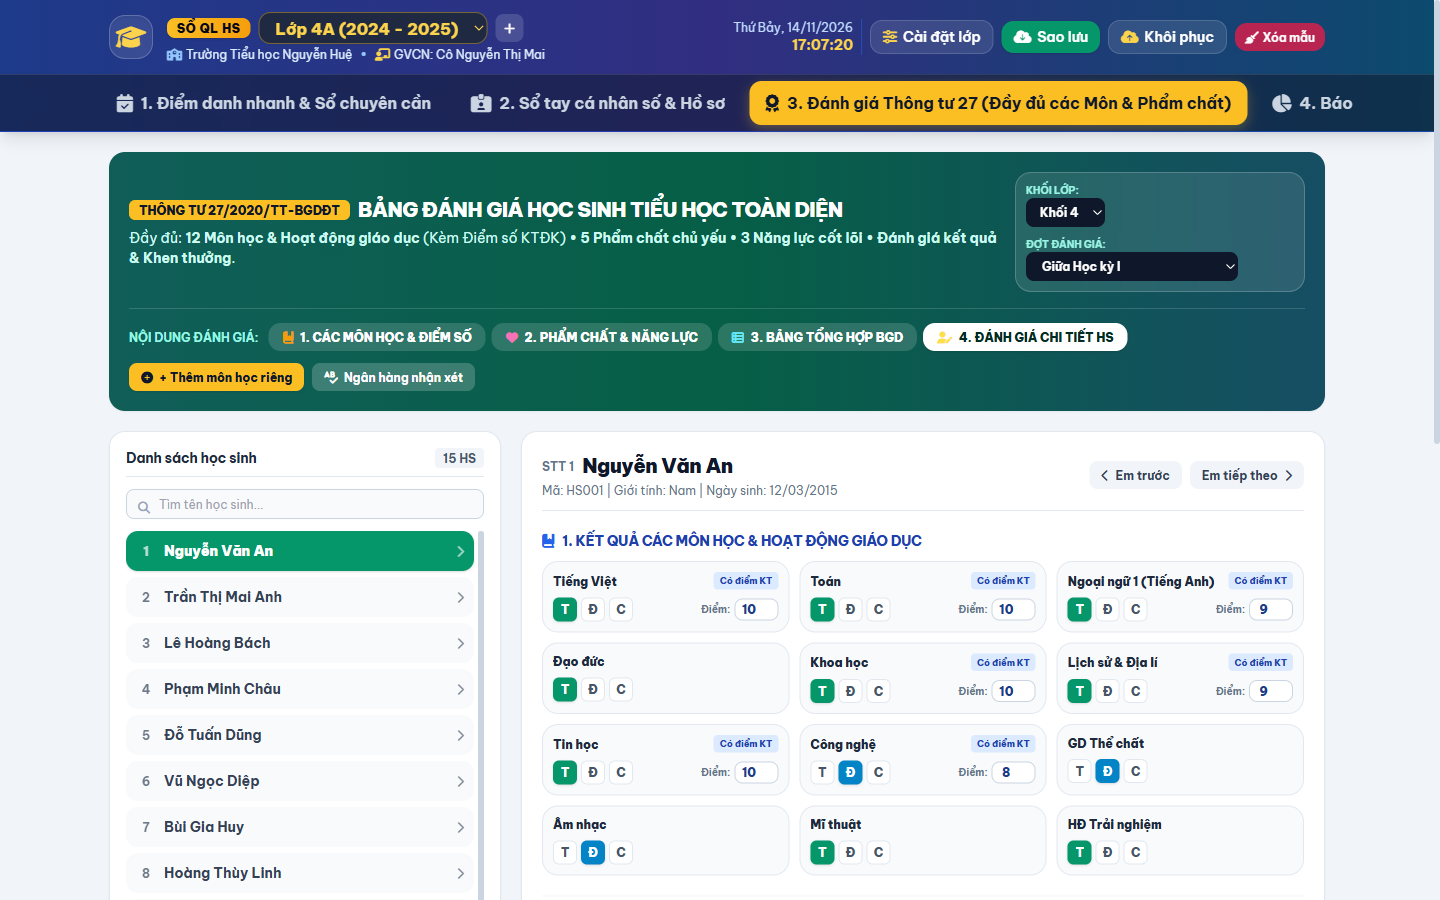 SỔ QL HS
Lớp 4A (2024 - 2025)
+
Trường Tiểu học Nguyễn Huệ • GVCN: Cô Nguyễn Thị Mai
Thứ Bảy, 14/11/2026
17:07:20
Cài đặt lớp
Sao lưu
Khôi phục
Xóa mẫu
1. Điểm danh nhanh & Sổ chuyên cần
2. Sổ tay cá nhân số & Hồ sơ
3. Đánh giá Thông tư 27 (Đầy đủ các Môn & Phẩm chất)
4. Báo
THÔNG TƯ 27/2020/TT-BGDĐT
BẢNG ĐÁNH GIÁ HỌC SINH TIỂU HỌC TOÀN DIỆN
Đầy đủ: 12 Môn học & Hoạt động giáo dục (Kèm Điểm số KTĐK) • 5 Phẩm chất chủ yếu • 3 Năng lực cốt lõi • Đánh giá kết quả
& Khen thưởng.
KHỐI LỚP:
Khối 4
ĐỢT ĐÁNH GIÁ:
Giữa Học kỳ I
NỘI DUNG ĐÁNH GIÁ:
1. CÁC MÔN HỌC & ĐIỂM SỐ
2. PHẨM CHẤT & NĂNG LỰC
3. BẢNG TỔNG HỢP BGD
4. ĐÁNH GIÁ CHI TIẾT HS
+ Thêm môn học riêng
Ngân hàng nhận xét
Danh sách học sinh
15 HS
Tìm tên học sinh...
1 Nguyễn Văn An
2 Trần Thị Mai Anh
3 Lê Hoàng Bách
4 Phạm Minh Châu
5 Đỗ Tuấn Dũng
6 Vũ Ngọc Diệp
7 Bùi Gia Huy
8 Hoàng Thùy Linh
STT 1 Nguyễn Văn An
Mã: HS001 | Giới tính: Nam | Ngày sinh: 12/03/2015
Em trước
Em tiếp theo
1. KẾT QUẢ CÁC MÔN HỌC & HOẠT ĐỘNG GIÁO DỤC
Tiếng Việt Có điểm KT
T Đ C Điểm: 10
Toán Có điểm KT
T Đ C Điểm: 10
Ngoại ngữ 1 (Tiếng Anh) Có điểm KT
T Đ C Điểm: 9
Đạo đức
T Đ C
Khoa học Có điểm KT
T Đ C Điểm: 10
Lịch sử & Địa lí Có điểm KT
T Đ C Điểm: 9
Tin học Có điểm KT
T Đ C Điểm: 10
Công nghệ Có điểm KT
T Đ C Điểm: 8
GD Thể chất
T Đ C
Âm nhạc
T Đ C
Mĩ thuật
T Đ C
HĐ Trải nghiệm
T Đ C